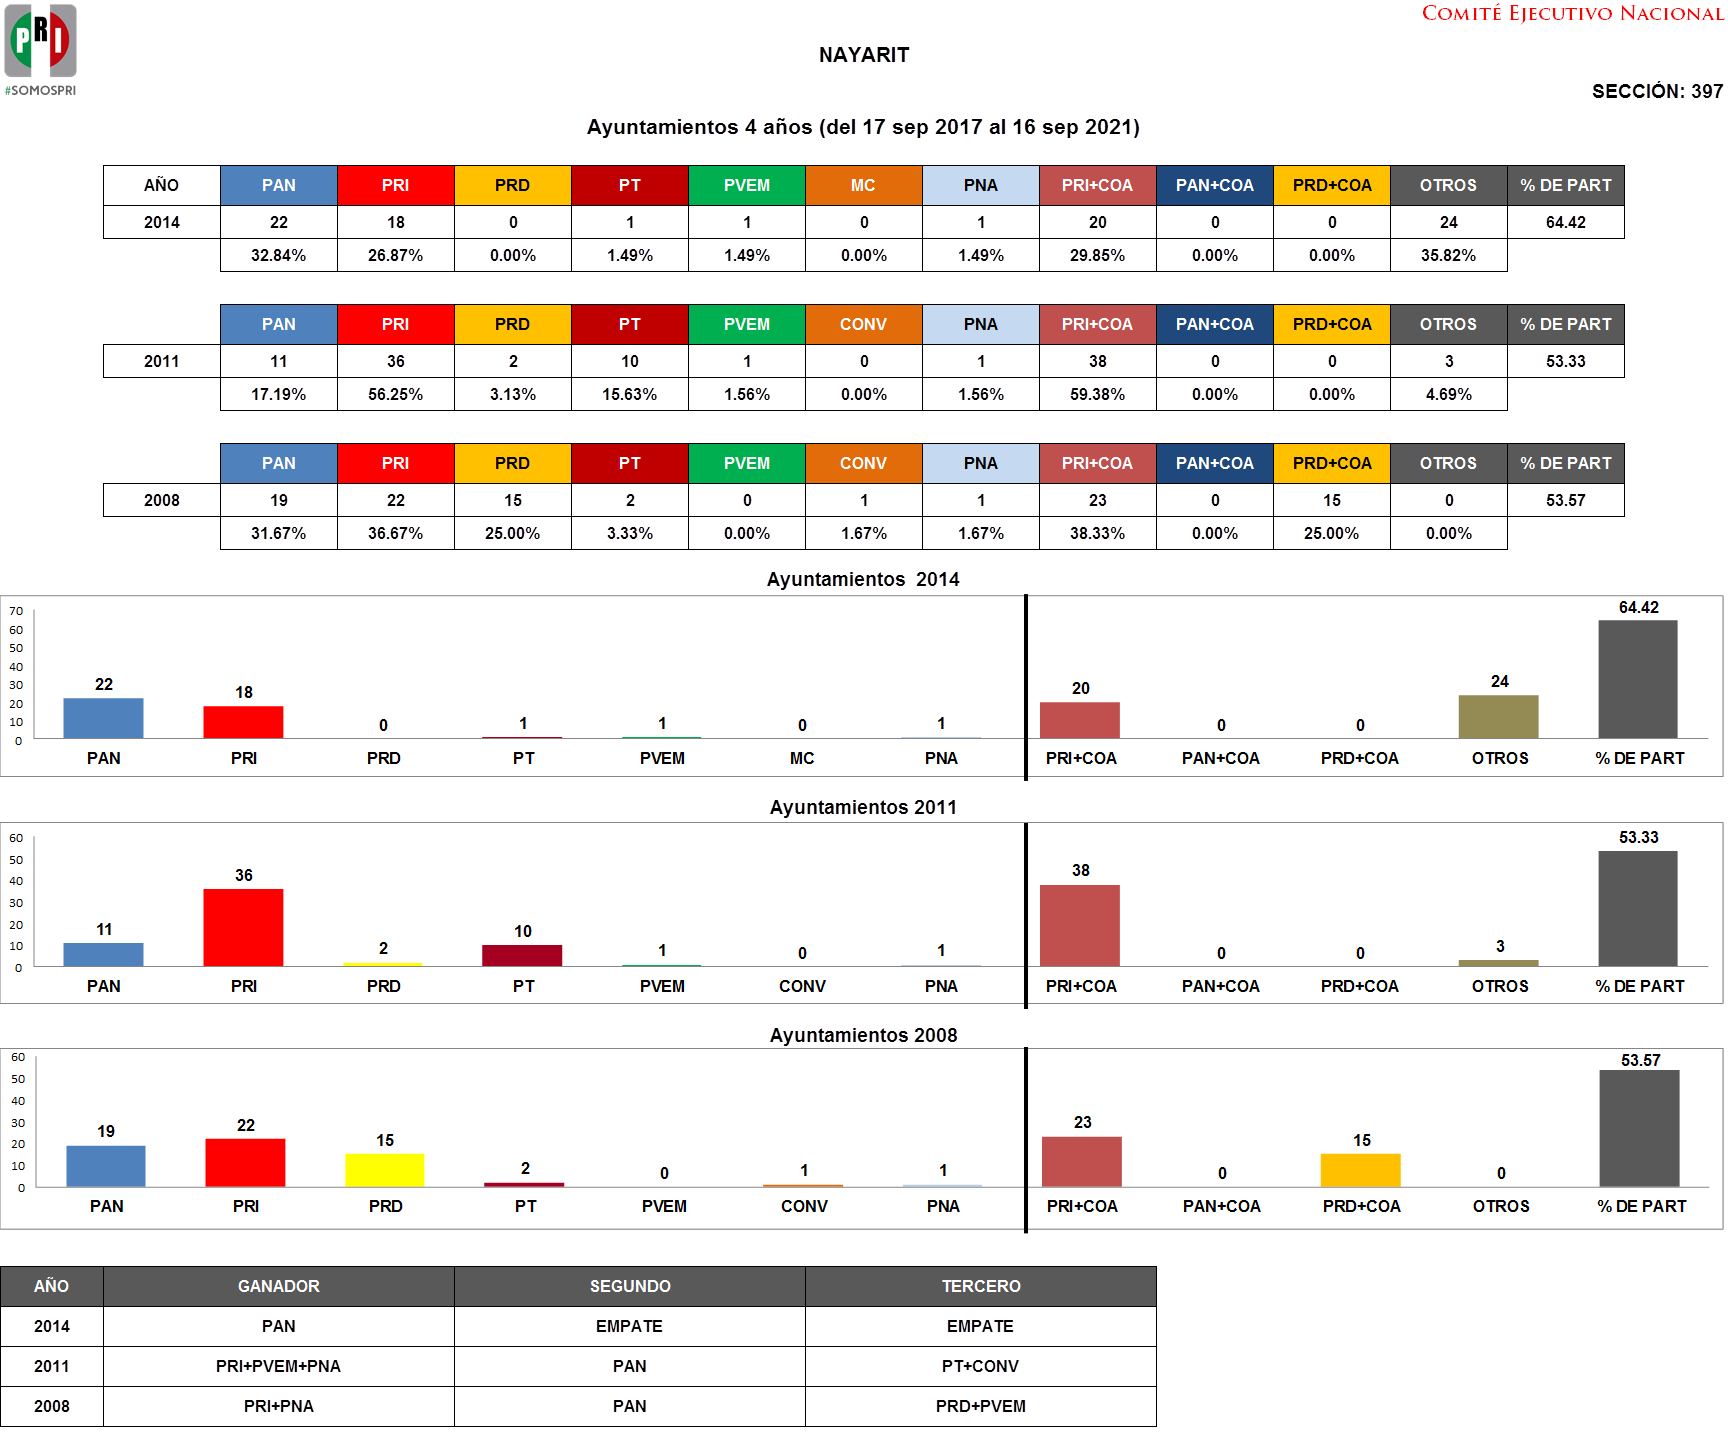 COMITÉ EJECUTIVO NACIONAL
PRI
#SOMOSPRI
NAYARIT
SECCIÓN: 397
Ayuntamientos 4 años (del 17 sep 2017 al 16 sep 2021)
AÑO PAN PRI PRD PT PVEM MC PNA PRI+COA PAN+COA PRD+COA OTROS % DE PART
2014 22 18 0 1 1 0 1 20 0 0 24 64.42
32.84% 26.87% 0.00% 1.49% 1.49% 0.00% 1.49% 29.85% 0.00% 0.00% 35.82%
PAN PRI PRD PT PVEM CONV PNA PRI+COA PAN+COA PRD+COA OTROS % DE PART
2011 11 36 2 10 1 0 1 38 0 0 3 53.33
17.19% 56.25% 3.13% 15.63% 1.56% 0.00% 1.56% 59.38% 0.00% 0.00% 4.69%
PAN PRI PRD PT PVEM CONV PNA PRI+COA PAN+COA PRD+COA OTROS % DE PART
2008 19 22 15 2 0 1 1 23 0 15 0 53.57
31.67% 36.67% 25.00% 3.33% 0.00% 1.67% 1.67% 38.33% 0.00% 25.00% 0.00%
Ayuntamientos 2014
70
60
50
40
30
20
10
0
22 18 0 1 1 0 1 20 0 0 24 64.42
PAN PRI PRD PT PVEM MC PNA PRI+COA PAN+COA PRD+COA OTROS % DE PART
Ayuntamientos 2011
60
50
40
30
20
10
0
11 36 2 10 1 0 1 38 0 0 3 53.33
PAN PRI PRD PT PVEM CONV PNA PRI+COA PAN+COA PRD+COA OTROS % DE PART
Ayuntamientos 2008
60
50
40
30
20
10
0
19 22 15 2 0 1 1 23 0 15 0 53.57
PAN PRI PRD PT PVEM CONV PNA PRI+COA PAN+COA PRD+COA OTROS % DE PART
AÑO GANADOR SEGUNDO TERCERO
2014 PAN EMPATE EMPATE
2011 PRI+PVEM+PNA PAN PT+CONV
2008 PRI+PNA PAN PRD+PVEM